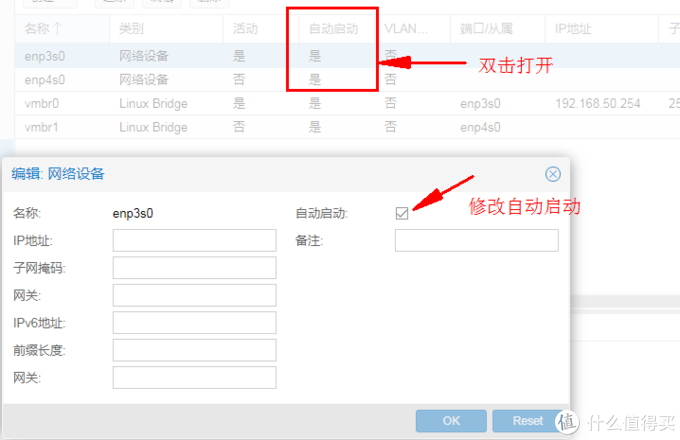 名称 类别 活动 自动启动 VLAN... 端口/从属 IP地址 子
enp3s0 网络设备 是 是 否
双击打开
enp4s0 网络设备 否 是 否
vmbr0 Linux Bridge 是 是 否 enp3s0 192.168.50.254 25
vmbr1 Linux Bridge 否 是 否 enp4s0
编辑: 网络设备
名称: enp3s0 自动启动:
修改自动启动
IP地址: 备注:
子网掩码:
网关:
IPv6地址:
前缀长度:
网关:
OK Reset
值 什么值得买